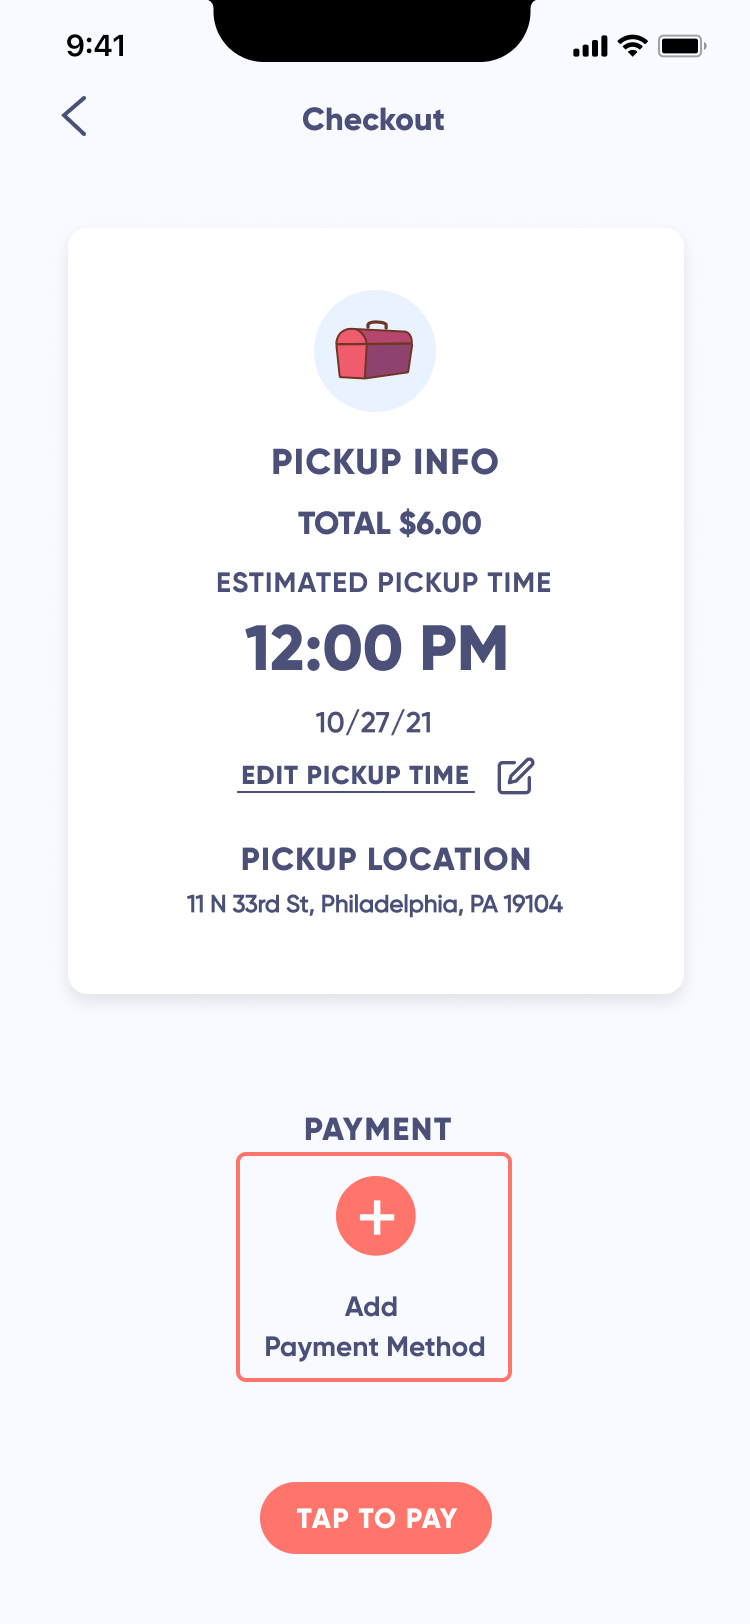 9:41
Checkout
PICKUP INFO
TOTAL $6.00
ESTIMATED PICKUP TIME
12:00 PM
10/27/21
EDIT PICKUP TIME
PICKUP LOCATION
11 N 33rd St, Philadelphia, PA 19104
PAYMENT
Add
Payment Method
TAP TO PAY